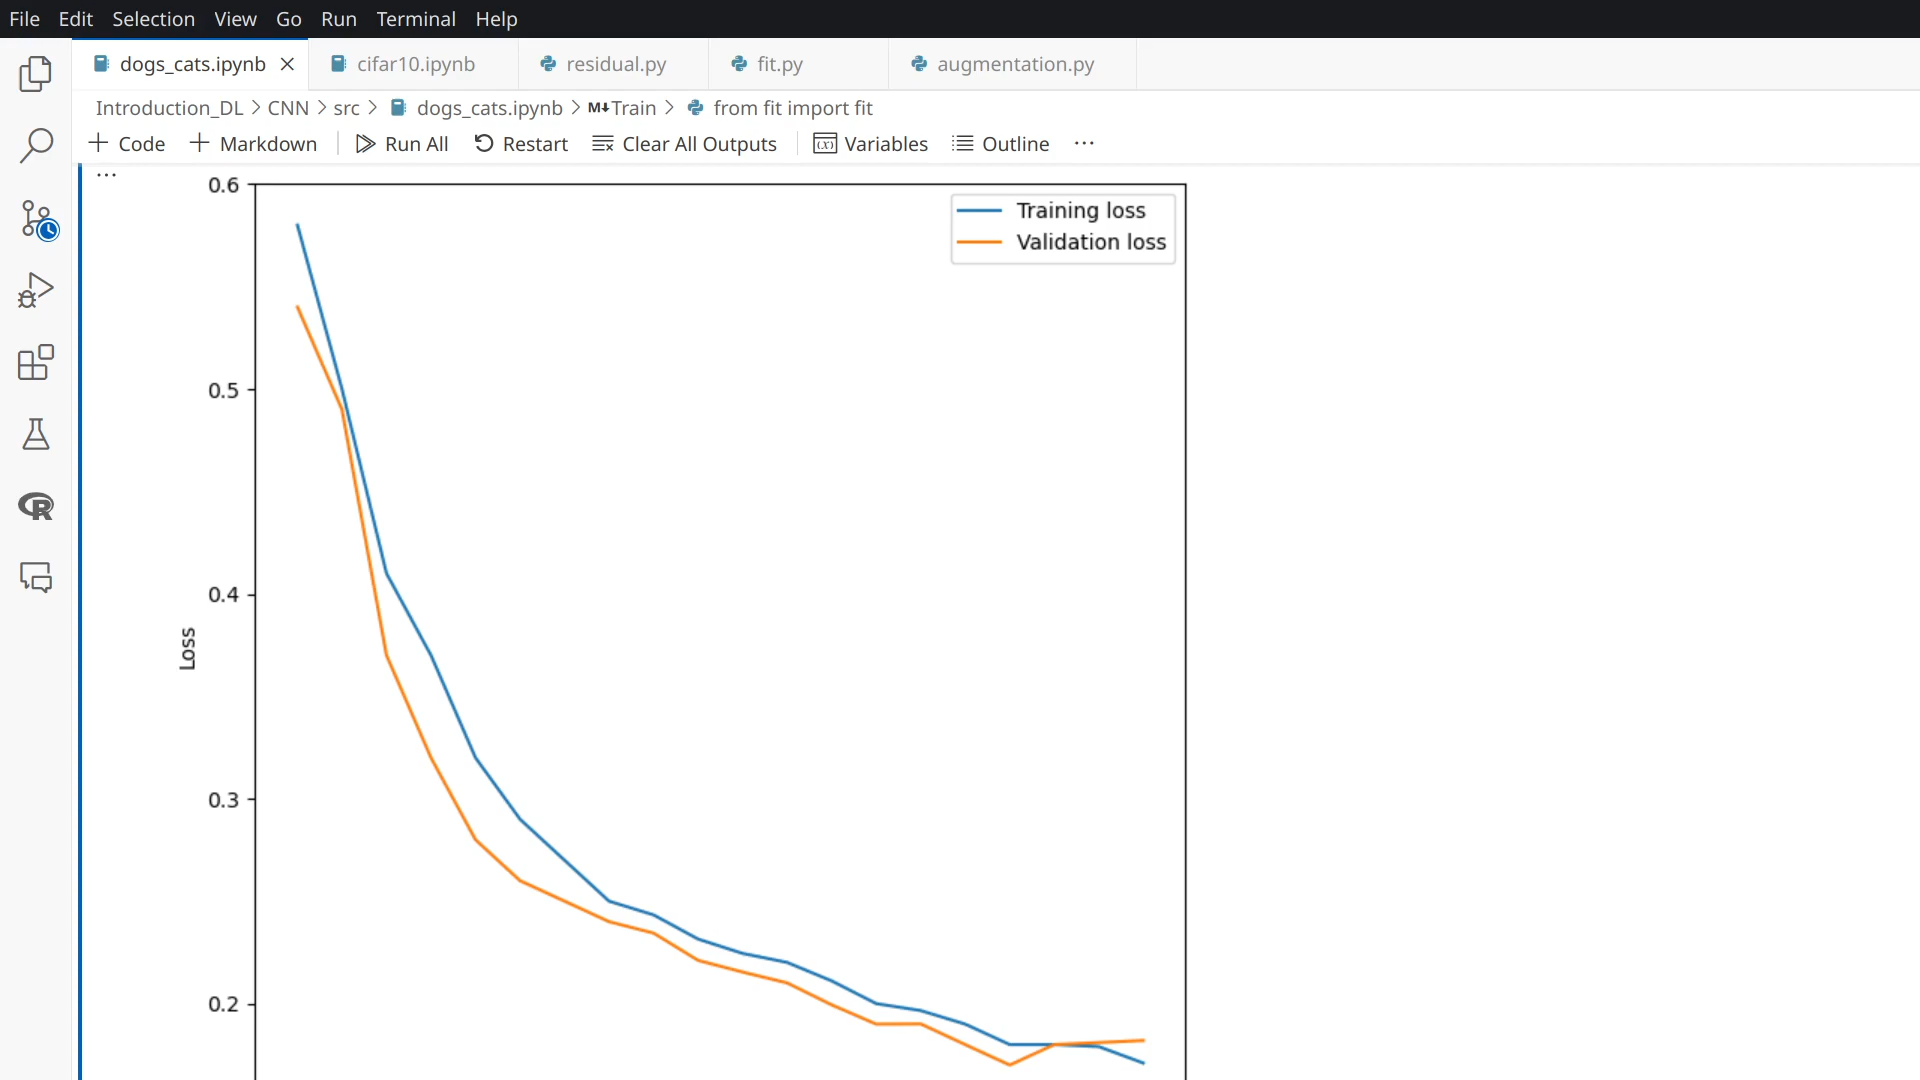 File Edit Selection View Go Run Terminal Help
dogs_cats.ipynb cifar10.ipynb residual.py fit.py augmentation.py
Introduction_DL > CNN > src > dogs_cats.ipynb > M↓Train > from fit import fit
+ Code + Markdown Run All Restart Clear All Outputs (x) Variables Outline ...
...
0.6
Training loss
Validation loss
0.5
0.4
Loss
0.3
0.2
R